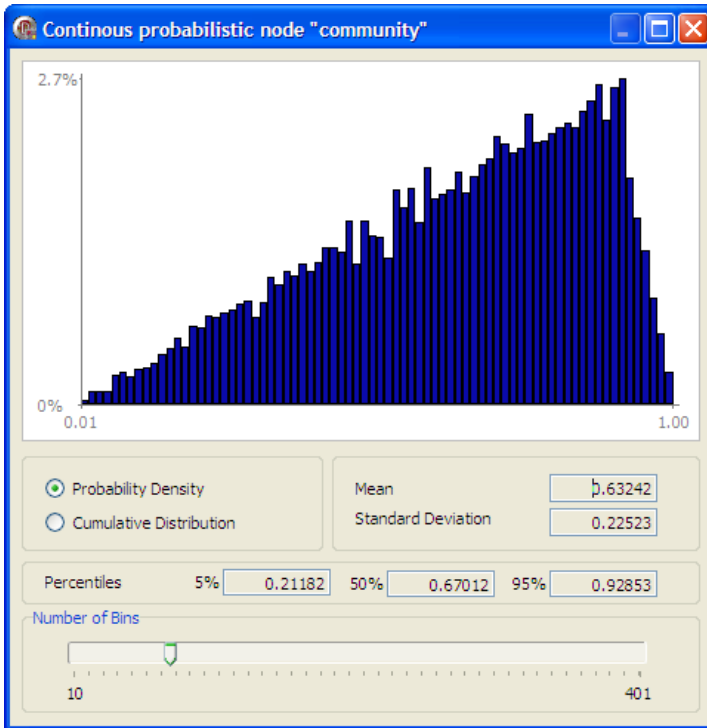 Continous probabilistic node "community"
2.7%
0%
0.01 1.00
Probability Density
Cumulative Distribution
Mean 0.63242
Standard Deviation 0.22523
Percentiles 5% 0.21182 50% 0.67012 95% 0.92853
Number of Bins
10 401